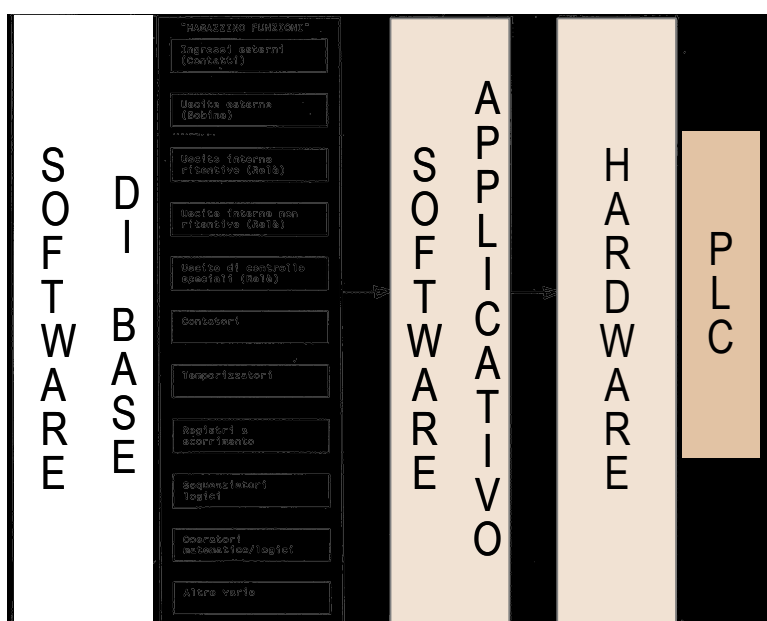 SOFTWARE
DI BASE
"MAGAZZINO FUNZIONI"
Ingressi esterni
(Contatti)
Uscite esterne
(Bobine)
Uscite interne
ritentive (Relè)
Uscite interne non
ritentive (Relè)
Uscite di controllo
speciali (Relè)
Contatori
Temporizzatori
Registri a
scorrimento
Sequenziatori
logici
Operatori
matematico/logici
Altro vario
SOFTWARE
APPLICATIVO
HARDWARE
PLC